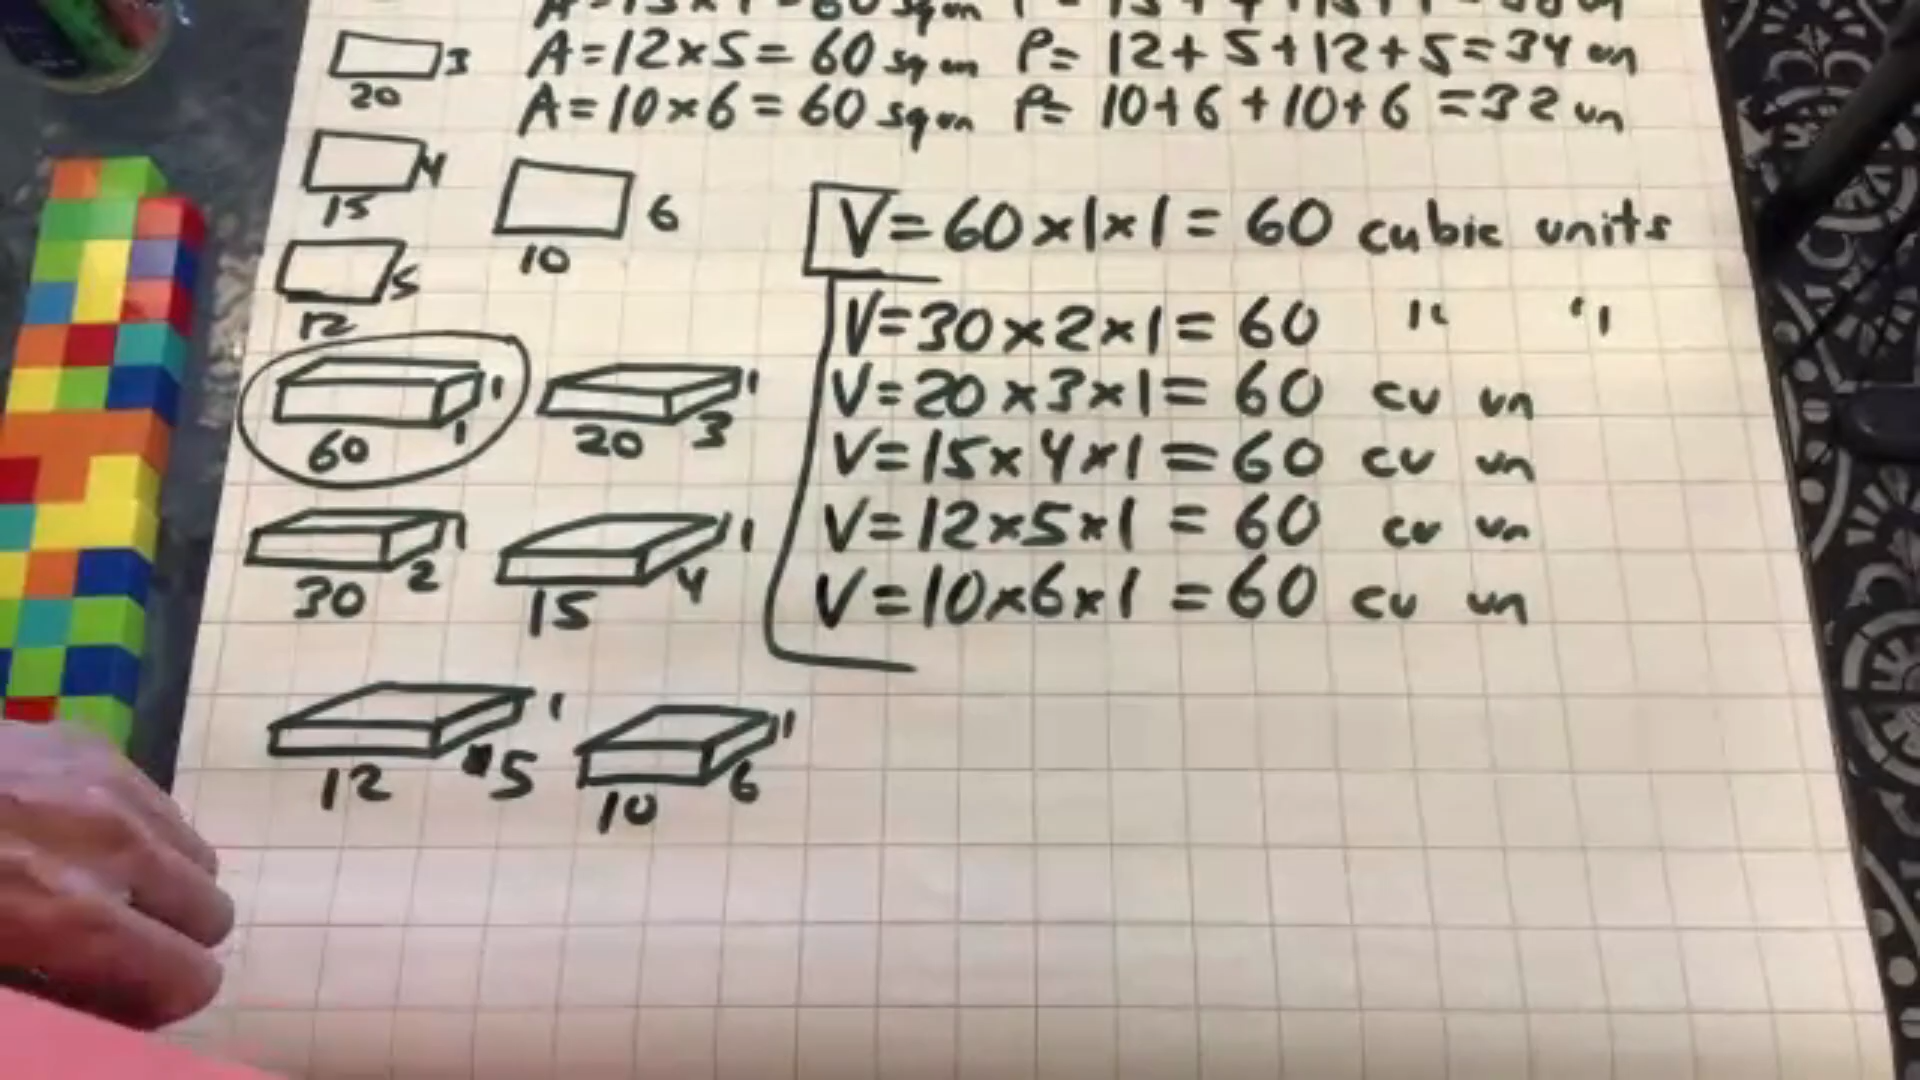 A=12×5=60 sq un P= 12+5+12+5=34 un
A=10×6=60 sq un P= 10+6+10+6=32 un
3
20
4
15
6
10
5
12
V=60×1×1=60 cubic units
V=30×2×1=60 " "
V=20×3×1=60 cu un
V=15×4×1=60 cu un
V=12×5×1=60 cu un
V=10×6×1=60 cu un
1
60 1
1
20 3
1
30 2
1
15 4
1
12 5
1
10 6